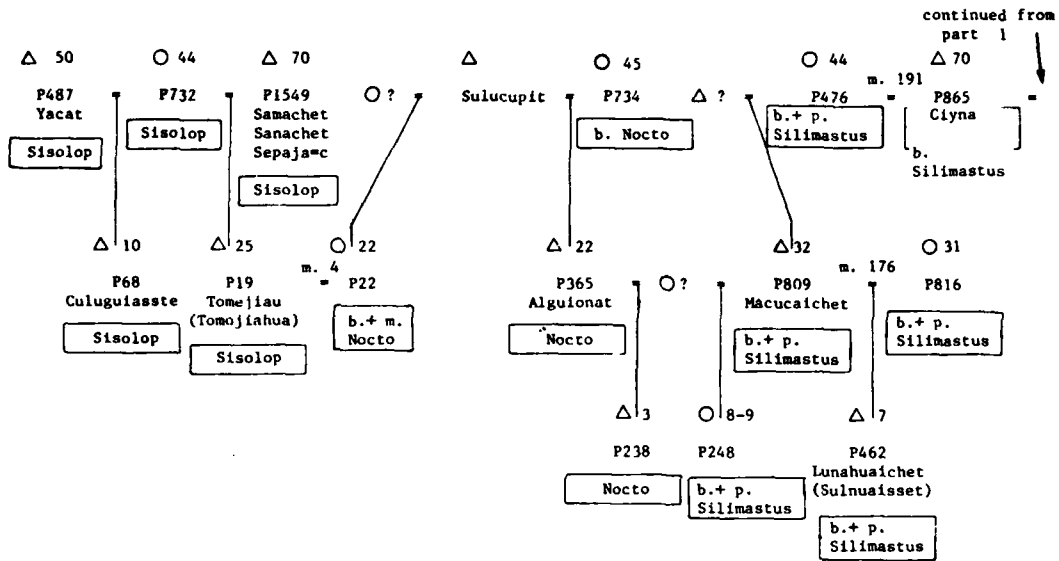 continued from
part 1
50 44 70 45 44 70
m. 191
P487 = P732 = P1549 ? = Sulucupit = P734 ? = P476 = P865 =
Yacat Samachet Ciyna
Sanachet
Sepaja=c
Sisolop Sisolop b. Nocto b.+ p. b.
Silimastus Silimastus
Sisolop
10 25 22 22 32 31
m. 4 m. 176
P68 P19 = P22 P365 = ? = P809 = P816
Culuguiasste Tomejiau Alguionat Macucaichet
(Tomojiahua)
Sisolop Sisolop b.+ m. Nocto b.+ p. b.+ p.
Nocto Silimastus Silimastus
3 8-9 7
P238 P248 P462
Lunahuaichet
(Sulnuaisset)
Nocto b.+ p. b.+ p.
Silimastus Silimastus